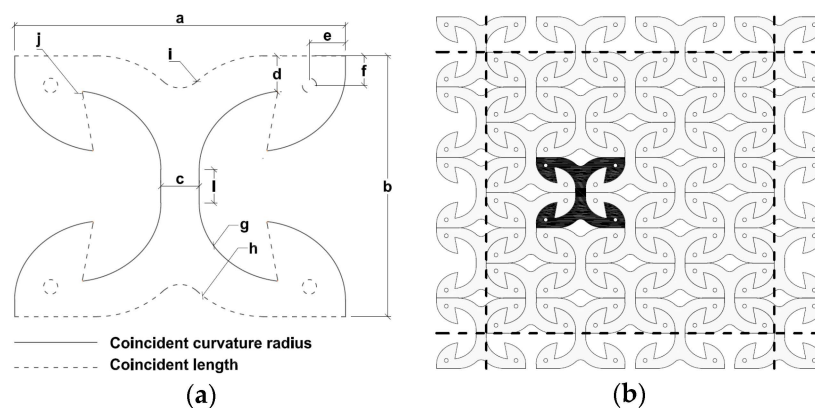 a
j
i
e
d
f
c
b
l
g
h
Coincident curvature radius
Coincident length
(a)
(b)